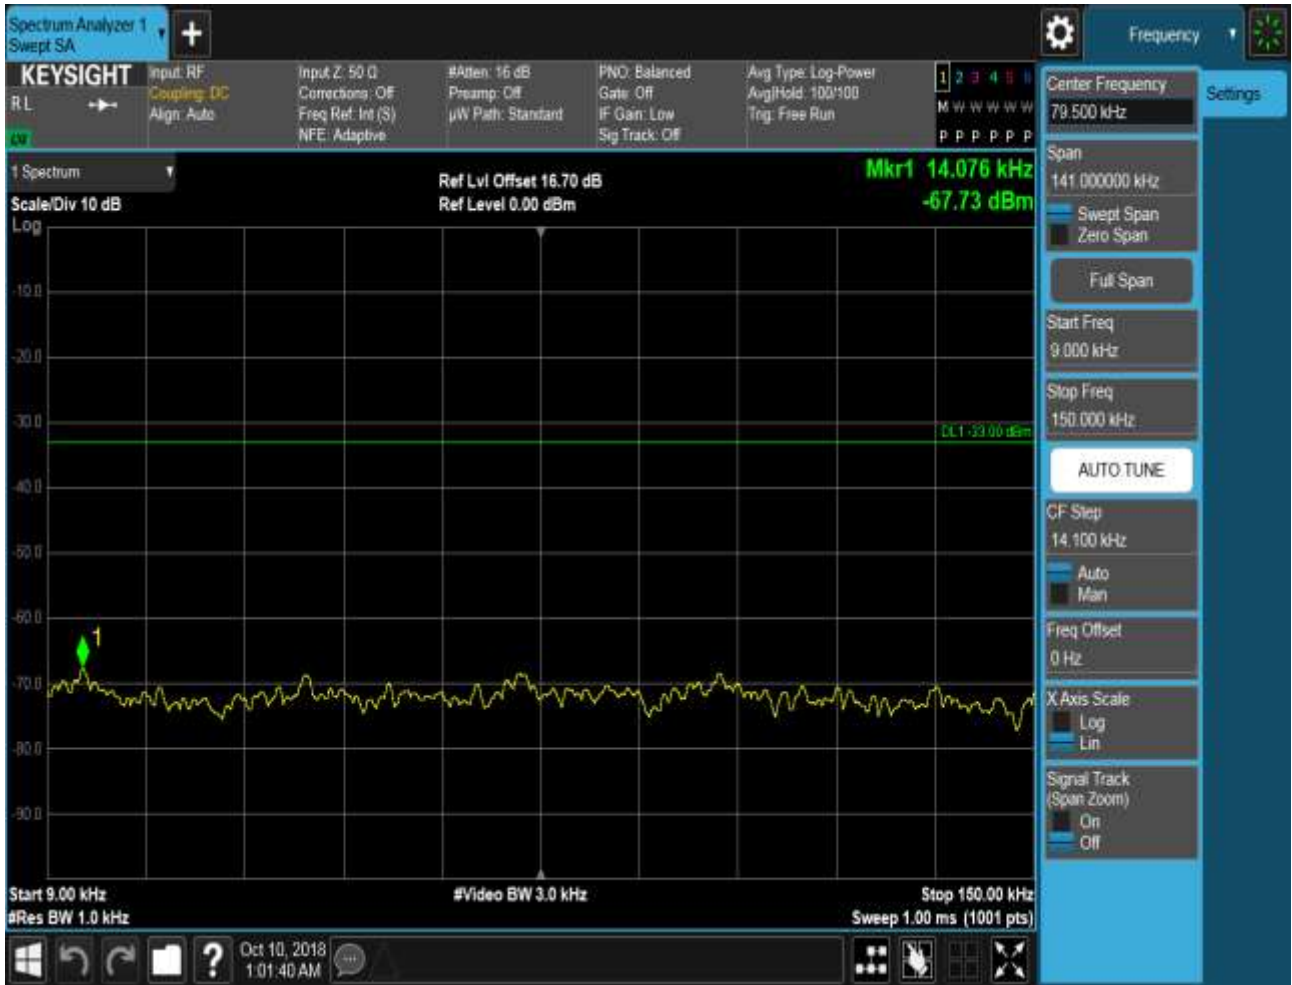 Spectrum Analyzer 1
Swept SA
+
Frequency
KEYSIGHT
RL
Input: RF
Coupling: DC
Align: Auto
Input Z: 50 Ω
Corrections: Off
Freq Ref: Int (S)
NFE: Adaptive
#Atten: 16 dB
Preamp: Off
µW Path: Standard
PNO: Balanced
Gate: Off
IF Gain: Low
Sig Track: Off
Avg Type: Log-Power
Avg|Hold: 100/100
Trig: Free Run
1 2 3 4 5 6
M W W W W W
P P P P P P
1 Spectrum
Scale/Div 10 dB
Log
Ref Lvl Offset 16.70 dB
Ref Level 0.00 dBm
Mkr1 14.076 kHz
-67.73 dBm
-10.0
-20.0
-30.0
-40.0
-50.0
-60.0
-70.0
-80.0
-90.0
DL1 -33.00 dBm
1
Start 9.00 kHz
#Res BW 1.0 kHz
#Video BW 3.0 kHz
Stop 150.00 kHz
Sweep 1.00 ms (1001 pts)
?
Oct 10, 2018
1:01:40 AM
Center Frequency
79.500 kHz
Settings
Span
141.000000 kHz
Swept Span
Zero Span
Full Span
Start Freq
9.000 kHz
Stop Freq
150.000 kHz
AUTO TUNE
CF Step
14.100 kHz
Auto
Man
Freq Offset
0 Hz
X Axis Scale
Log
Lin
Signal Track
(Span Zoom)
On
Off